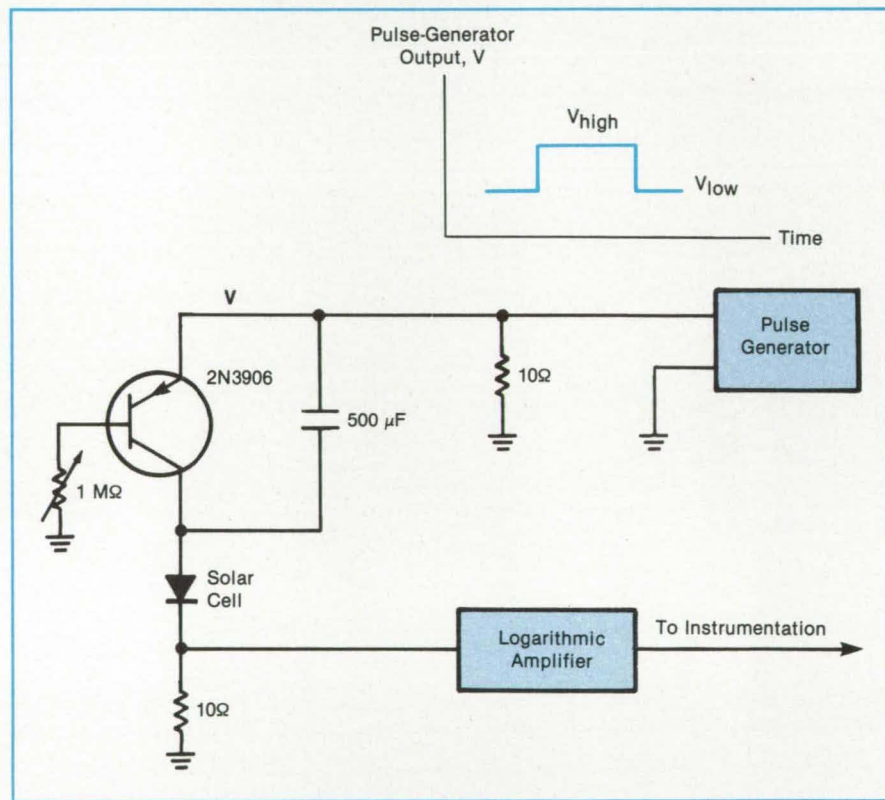 Pulse-Generator
Output, V
Vhigh
Vlow
Time
V
Pulse
Generator
2N3906
10Ω
500 μF
1 MΩ
Solar
Cell
Logarithmic
Amplifier
To Instrumentation
10Ω